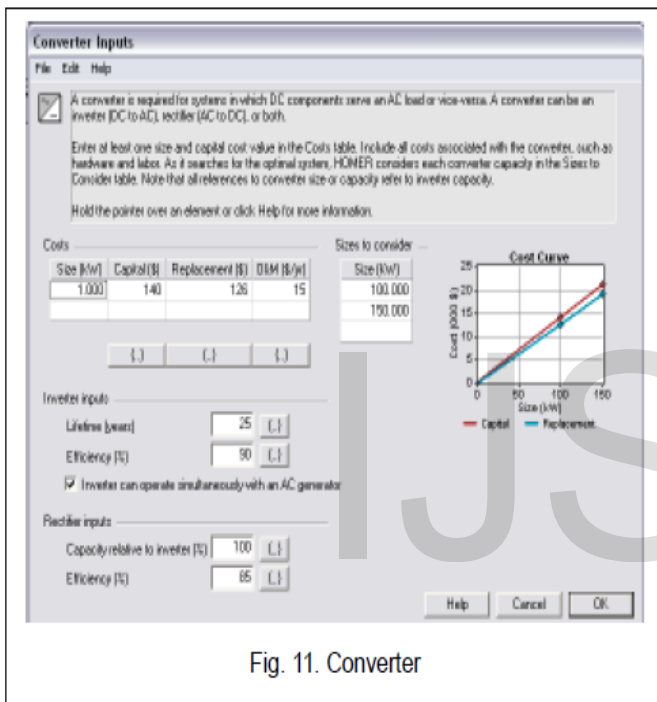 Converter Inputs
File Edit Help
A converter is required for systems in which DC components serve an AC load or vice-versa. A converter can be an
inverter (DC to AC), rectifier (AC to DC), or both.
Enter at least one size and capital cost value in the Costs table. Include all costs associated with the converter, such as
hardware and labor. As it searches for the optimal system, HOMER considers each converter capacity in the Sizes to
Consider table. Note that all references to converter size or capacity refer to inverter capacity.
Hold the pointer over an element or click Help for more information.
Costs
Size (kW) Capital ($) Replacement ($) O&M ($/yr)
1.000 140 126 15
{..} {..} {..}
Sizes to consider
Size (kW)
100.000
150.000
Cost Curve
Cost (000 $)
25
20
15
10
5
0
0 50 100 150
Size (kW)
Capital Replacement
Inverter inputs
Lifetime (years) 25 {..}
Efficiency (%) 90 {..}
Inverter can operate simultaneously with an AC generator
Rectifier inputs
Capacity relative to inverter (%) 100 {..}
Efficiency (%) 85 {..}
Help Cancel OK
IJS
Fig. 11. Converter